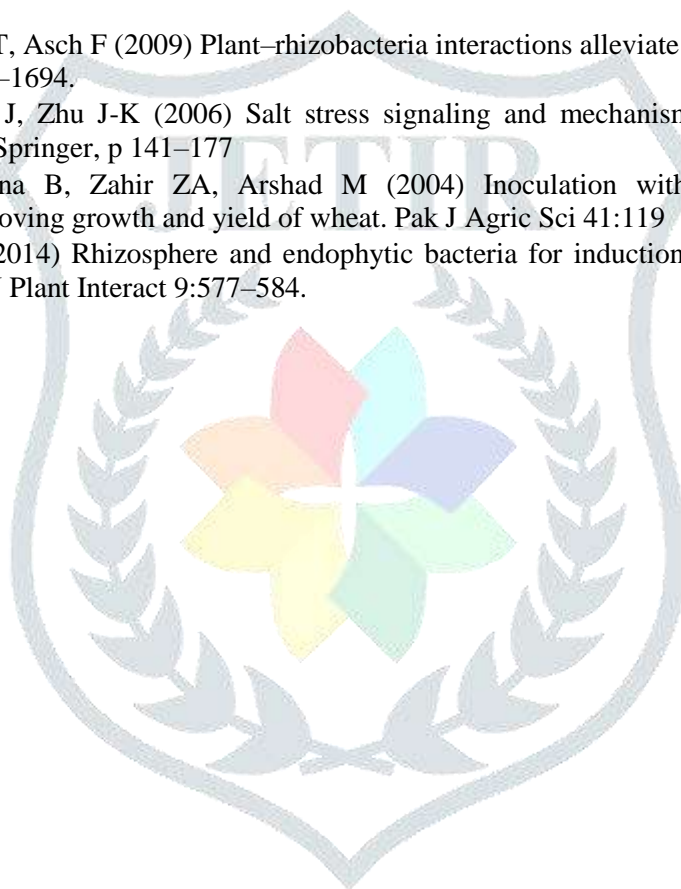 T, Asch F (2009) Plant–rhizobacteria interactions alleviate
–1694.
J, Zhu J-K (2006) Salt stress signaling and mechanism
Springer, p 141–177
na B, Zahir ZA, Arshad M (2004) Inoculation with
oving growth and yield of wheat. Pak J Agric Sci 41:119
2014) Rhizosphere and endophytic bacteria for induction
Plant Interact 9:577–584.
JETIR